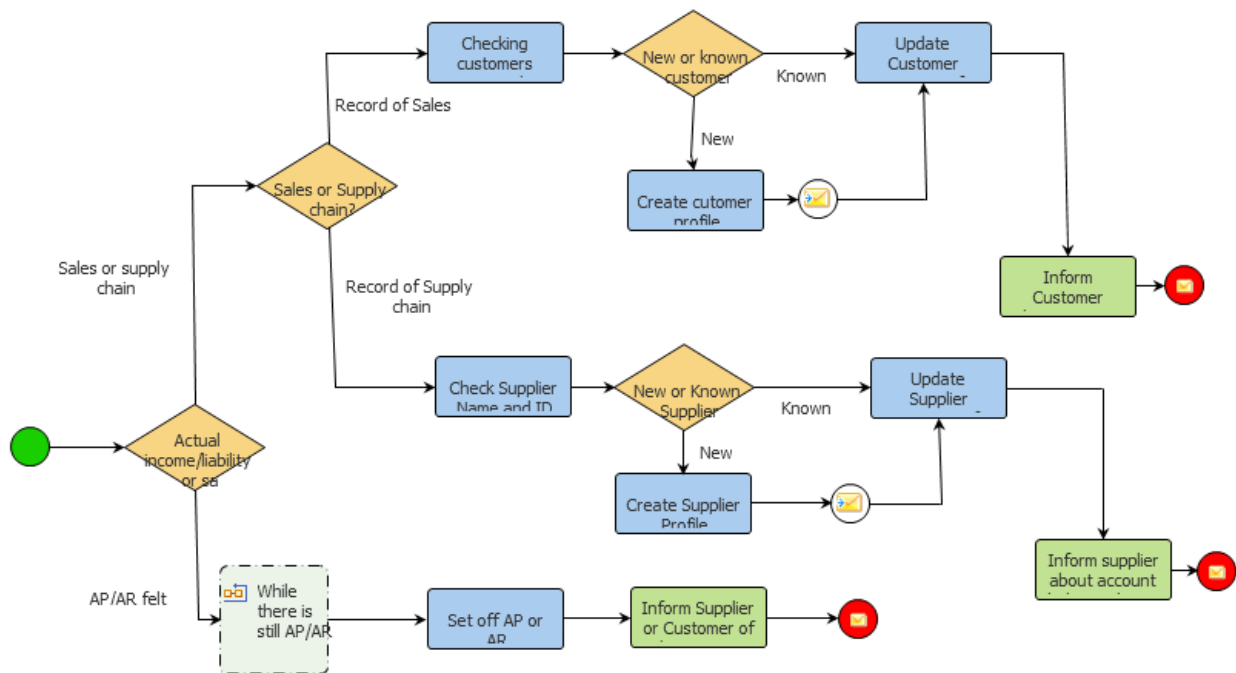 Checking
customers
New or known
customer
Known
Update
Customer
Record of Sales
New
Sales or Supply
chain?
Create cutomer
profile
Sales or supply
chain
Record of Supply
chain
Inform
Customer
Check Supplier
Name and ID
New or Known
Supplier
Known
Update
Supplier
Actual
income/liability
or sa
New
Create Supplier
Profile
Inform supplier
about account
AP/AR felt
While
there is
still AP/AR
Set off AP or
AR
Inform Supplier
or Customer of